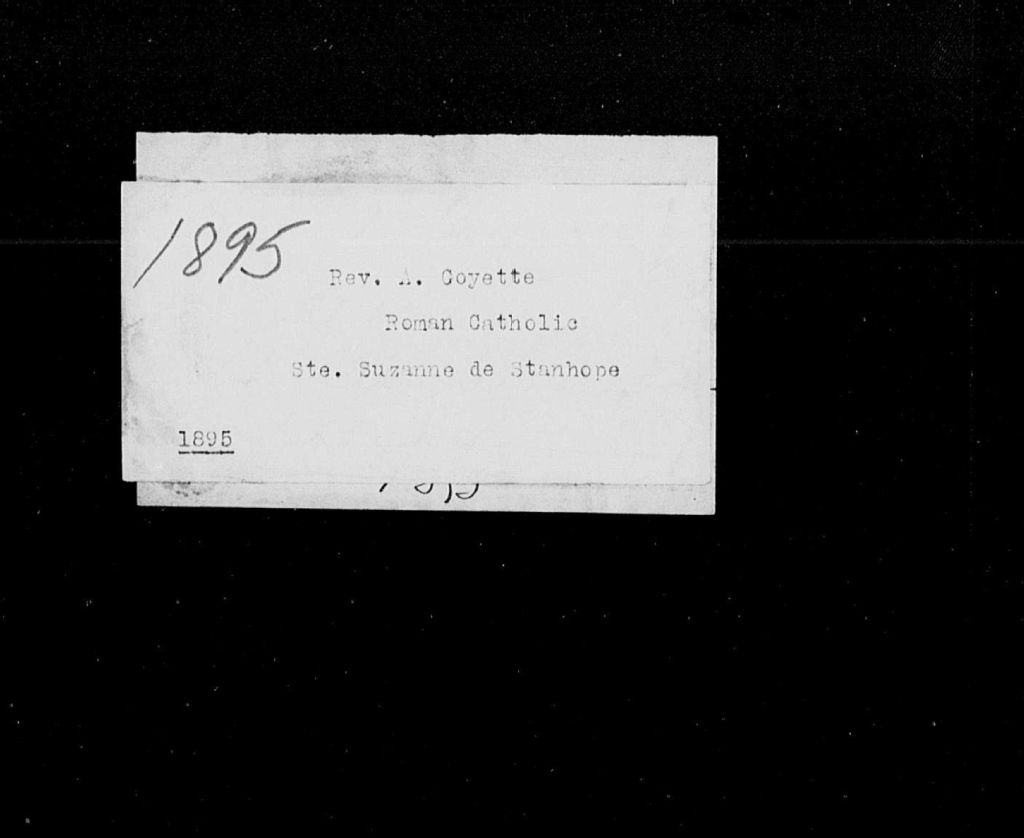 1895
Rev. A. Goyette
Roman Catholic
Ste. Suzanne de Stanhope
1895